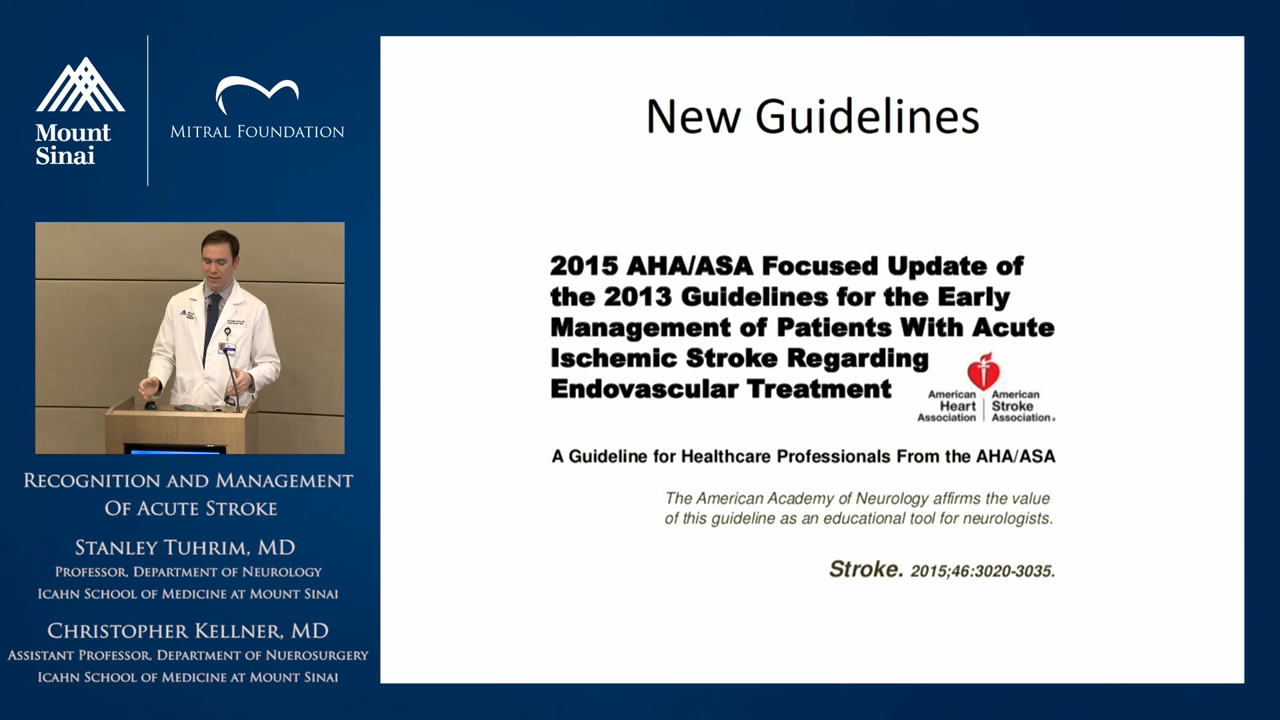 Mount
Sinai
MITRAL FOUNDATION
RECOGNITION AND MANAGEMENT
OF ACUTE STROKE
STANLEY TUHRIM, MD
PROFESSOR, DEPARTMENT OF NEUROLOGY
ICAHN SCHOOL OF MEDICINE AT MOUNT SINAI
CHRISTOPHER KELLNER, MD
ASSISTANT PROFESSOR, DEPARTMENT OF NUEROSURGERY
ICAHN SCHOOL OF MEDICINE AT MOUNT SINAI
New Guidelines
2015 AHA/ASA Focused Update of
the 2013 Guidelines for the Early
Management of Patients With Acute
Ischemic Stroke Regarding
Endovascular Treatment
American American
Heart Stroke
Association Association®
A Guideline for Healthcare Professionals From the AHA/ASA
The American Academy of Neurology affirms the value
of this guideline as an educational tool for neurologists.
Stroke. 2015;46:3020-3035.